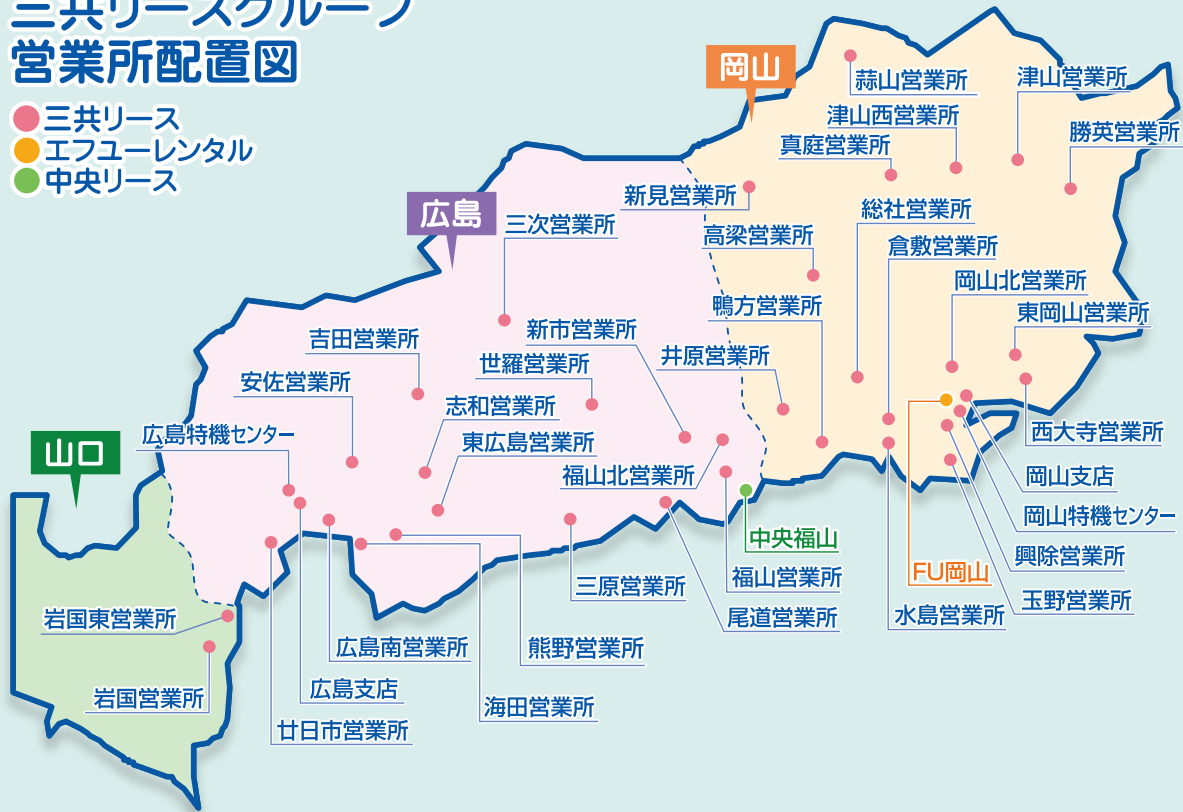 三共リースグループ
営業所配置図
三共リース
エフユーレンタル
中央リース
岡山
蒜山営業所
津山営業所
津山西営業所
勝英営業所
真庭営業所
新見営業所
総社営業所
高梁営業所
倉敷営業所
岡山北営業所
鴨方営業所
東岡山営業所
井原営業所
西大寺営業所
岡山支店
岡山特機センター
興除営業所
FU岡山
玉野営業所
水島営業所
広島
三次営業所
新市営業所
吉田営業所
世羅営業所
安佐営業所
志和営業所
広島特機センター
東広島営業所
福山北営業所
中央福山
福山営業所
三原営業所
尾道営業所
広島南営業所
熊野営業所
広島支店
海田営業所
廿日市営業所
山口
岩国東営業所
岩国営業所